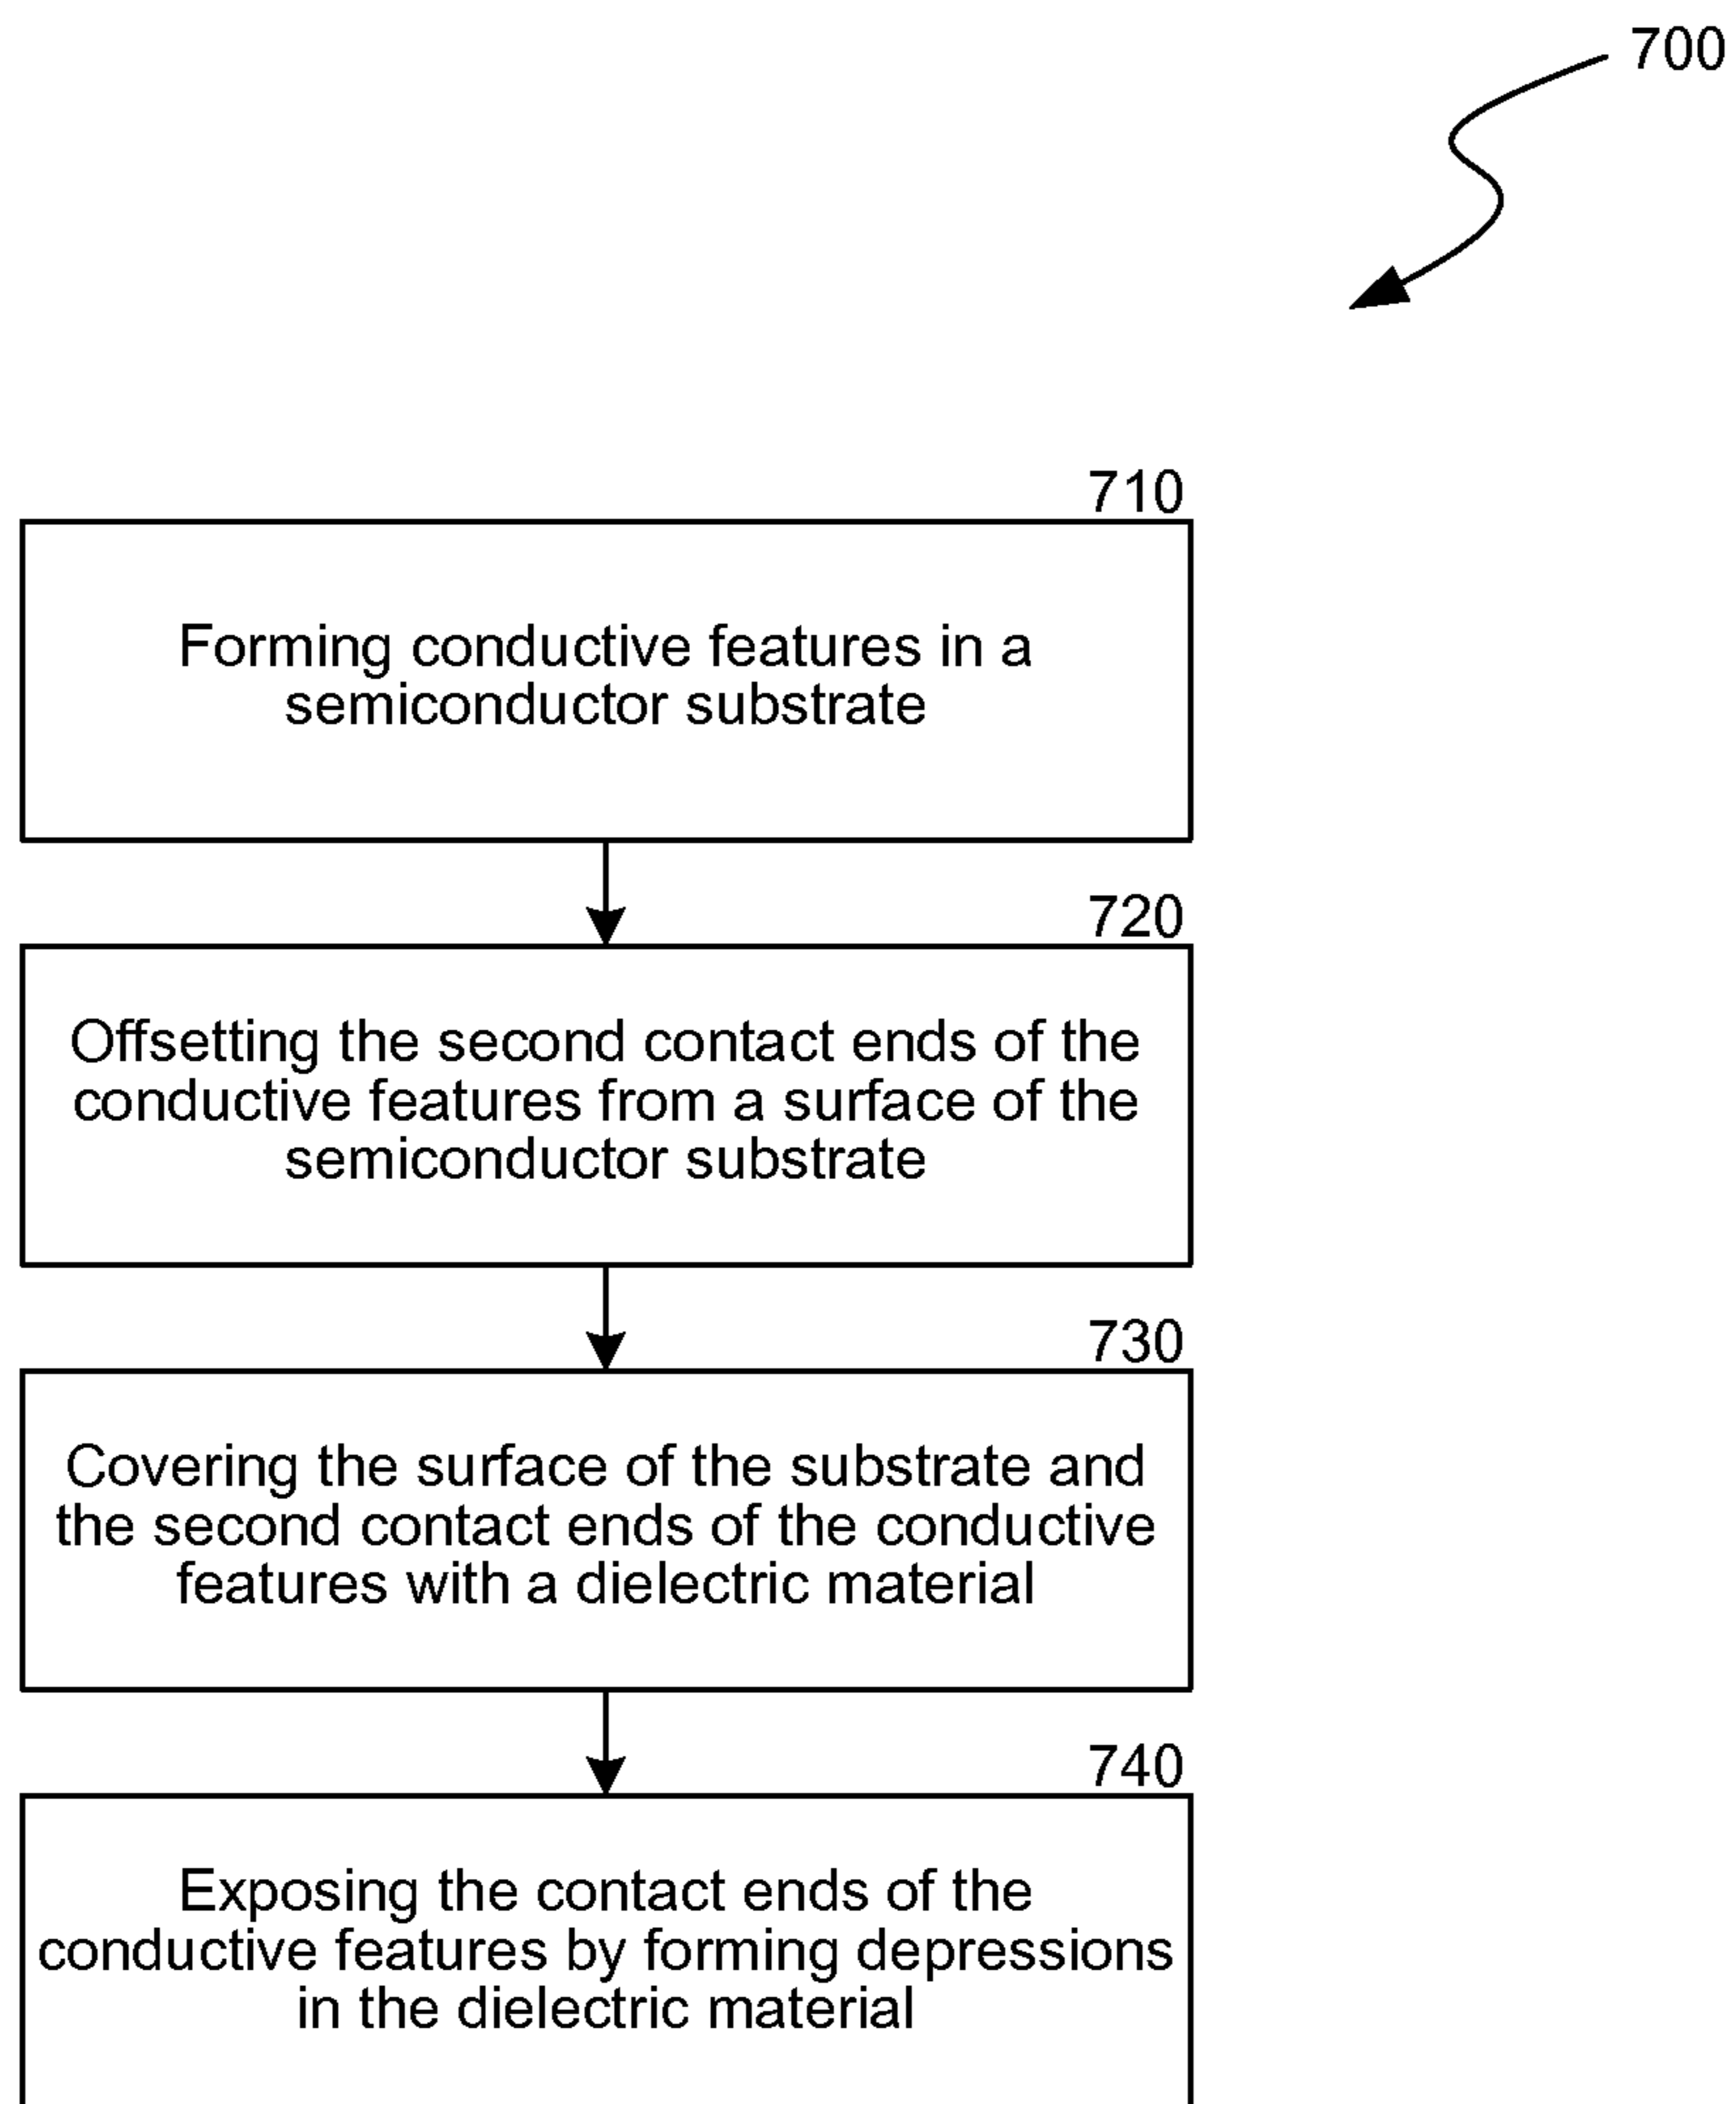 700
710
Forming conductive features in a
semiconductor substrate
720
Offsetting the second contact ends of the
conductive features from a surface of the
semiconductor substrate
730
Covering the surface of the substrate and
the second contact ends of the conductive
features with a dielectric material
740
Exposing the contact ends of the
conductive features by forming depressions
in the dielectric material